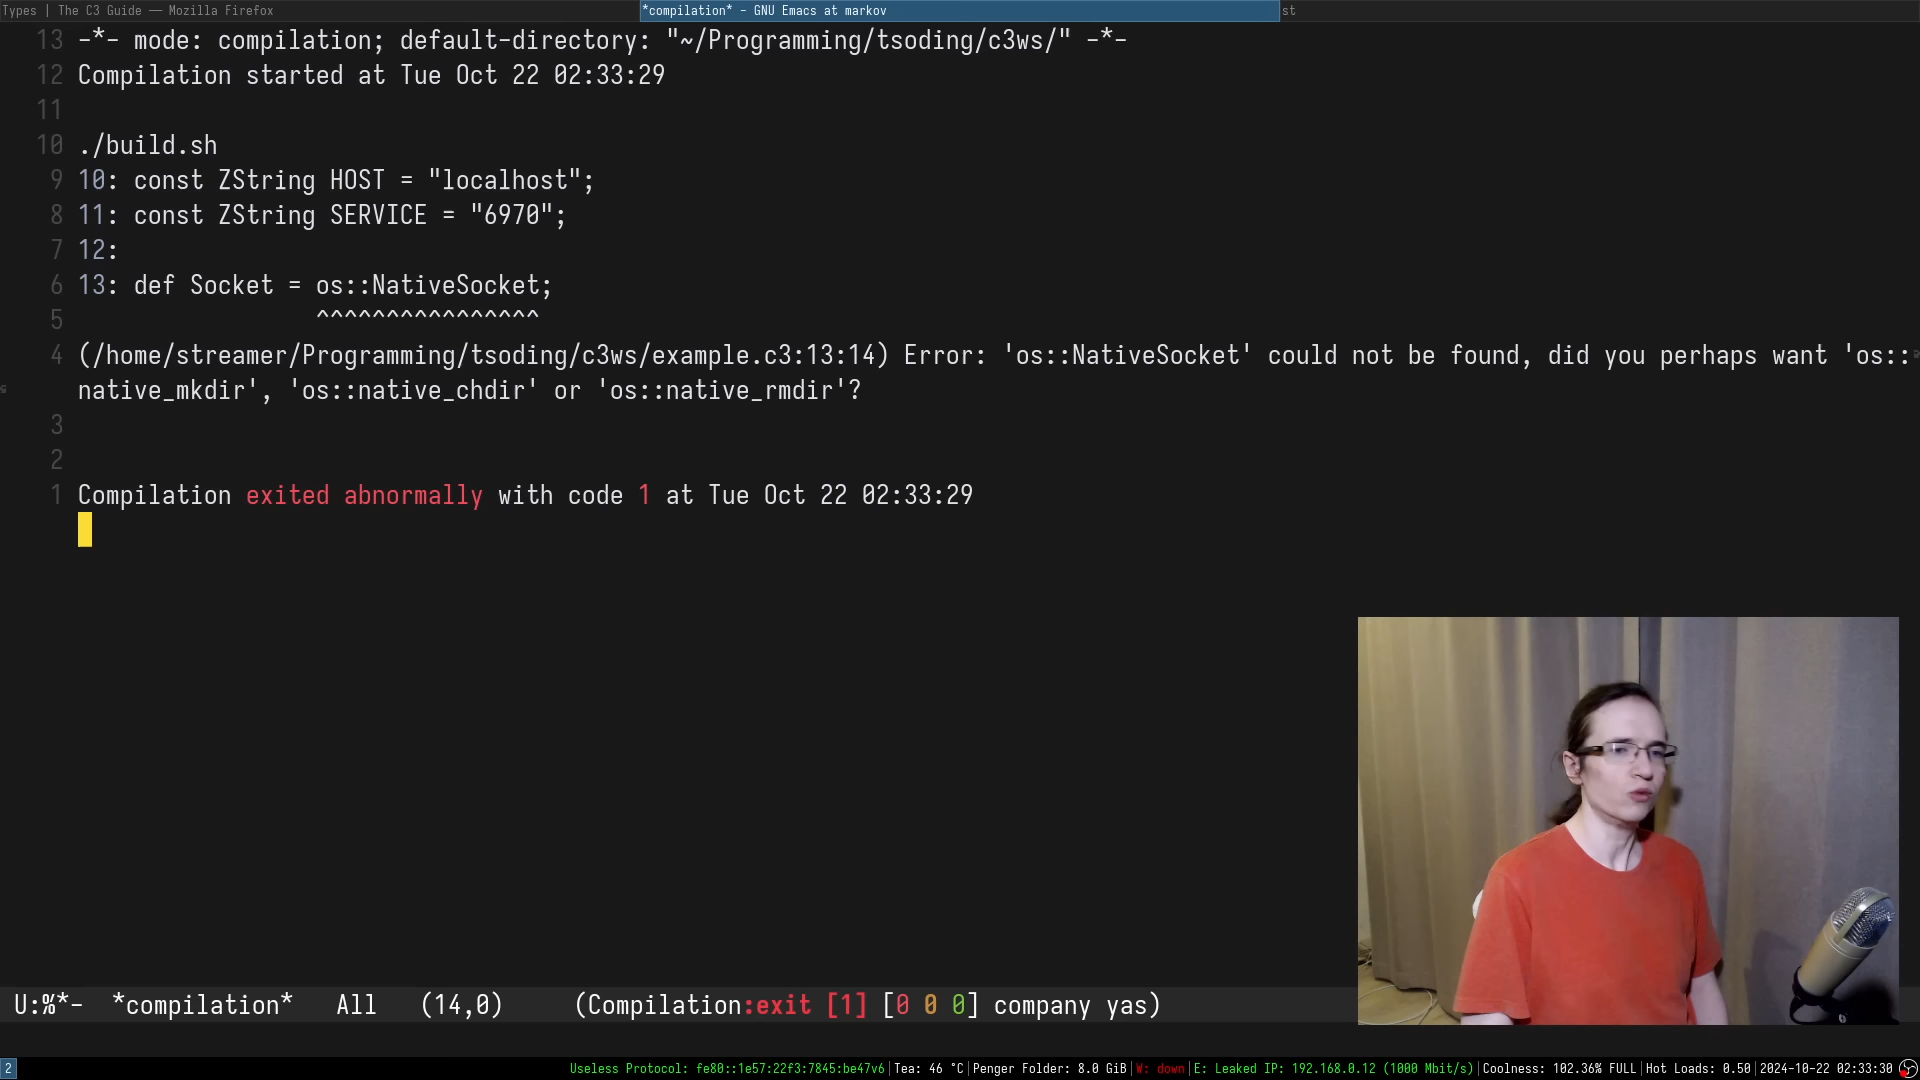 Types | The C3 Guide — Mozilla Firefox
*compilation* - GNU Emacs at markov
st
13 -*- mode: compilation; default-directory: "~/Programming/tsoding/c3ws/" -*-
12 Compilation started at Tue Oct 22 02:33:29
11
10 ./build.sh
9 10: const ZString HOST = "localhost";
8 11: const ZString SERVICE = "6970";
7 12:
6 13: def Socket = os::NativeSocket;
5 ^^^^^^^^^^^^^^^^
4 (/home/streamer/Programming/tsoding/c3ws/example.c3:13:14) Error: 'os::NativeSocket' could not be found, did you perhaps want 'os::
native_mkdir', 'os::native_chdir' or 'os::native_rmdir'?
3
2
1 Compilation exited abnormally with code 1 at Tue Oct 22 02:33:29
U:%*- *compilation* All (14,0) (Compilation:exit [1] [0 0 0] company yas)
2 Useless Protocol: fe80::1e57:22f3:7845:be47v6|Tea: 46 °C|Penger Folder: 8.0 GiB|W: down|E: Leaked IP: 192.168.0.12 (1000 Mbit/s)|Coolness: 102.36% FULL|Hot Loads: 0.50|2024-10-22 02:33:30